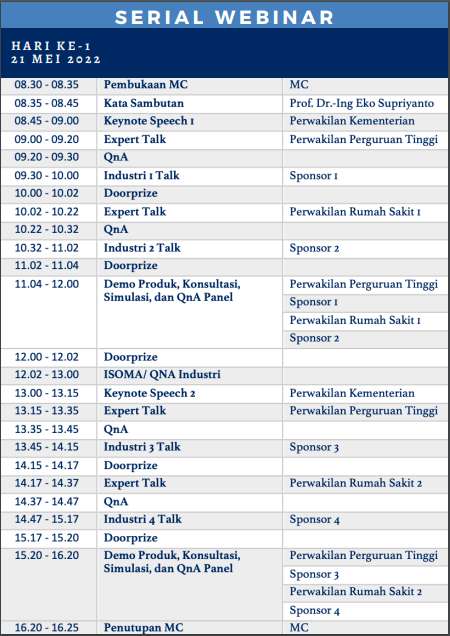 SERIAL WEBINAR
HARI KE-1
21 MEI 2022
08.30 - 08.35 Pembukaan MC MC
08.35 - 08.45 Kata Sambutan Prof. Dr.-Ing Eko Supriyanto
08.45 - 09.00 Keynote Speech 1 Perwakilan Kementerian
09.00 - 09.20 Expert Talk Perwakilan Perguruan Tinggi
09.20 - 09.30 QnA
09.30 - 10.00 Industri 1 Talk Sponsor 1
10.00 - 10.02 Doorprize
10.02 - 10.22 Expert Talk Perwakilan Rumah Sakit 1
10.22 - 10.32 QnA
10.32 - 11.02 Industri 2 Talk Sponsor 2
11.02 - 11.04 Doorprize
11.04 - 12.00 Demo Produk, Konsultasi, Perwakilan Perguruan Tinggi
Simulasi, dan QnA Panel Sponsor 1
Perwakilan Rumah Sakit 1
Sponsor 2
12.00 - 12.02 Doorprize
12.02 - 13.00 ISOMA/ QNA Industri
13.00 - 13.15 Keynote Speech 2 Perwakilan Kementerian
13.15 - 13.35 Expert Talk Perwakilan Perguruan Tinggi
13.35 - 13.45 QnA
13.45 - 14.15 Industri 3 Talk Sponsor 3
14.15 - 14.17 Doorprize
14.17 - 14.37 Expert Talk Perwakilan Rumah Sakit 2
14.37 - 14.47 QnA
14.47 - 15.17 Industri 4 Talk Sponsor 4
15.17 - 15.20 Doorprize
15.20 - 16.20 Demo Produk, Konsultasi, Perwakilan Perguruan Tinggi
Simulasi, dan QnA Panel Sponsor 3
Perwakilan Rumah Sakit 2
Sponsor 4
16.20 - 16.25 Penutupan MC MC